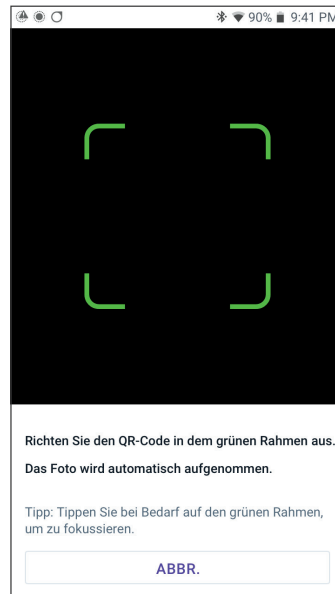 90% 9:41 PM
Richten Sie den QR-Code in dem grünen Rahmen aus.
Das Foto wird automatisch aufgenommen.
Tipp: Tippen Sie bei Bedarf auf den grünen Rahmen,
um zu fokussieren.
ABBR.